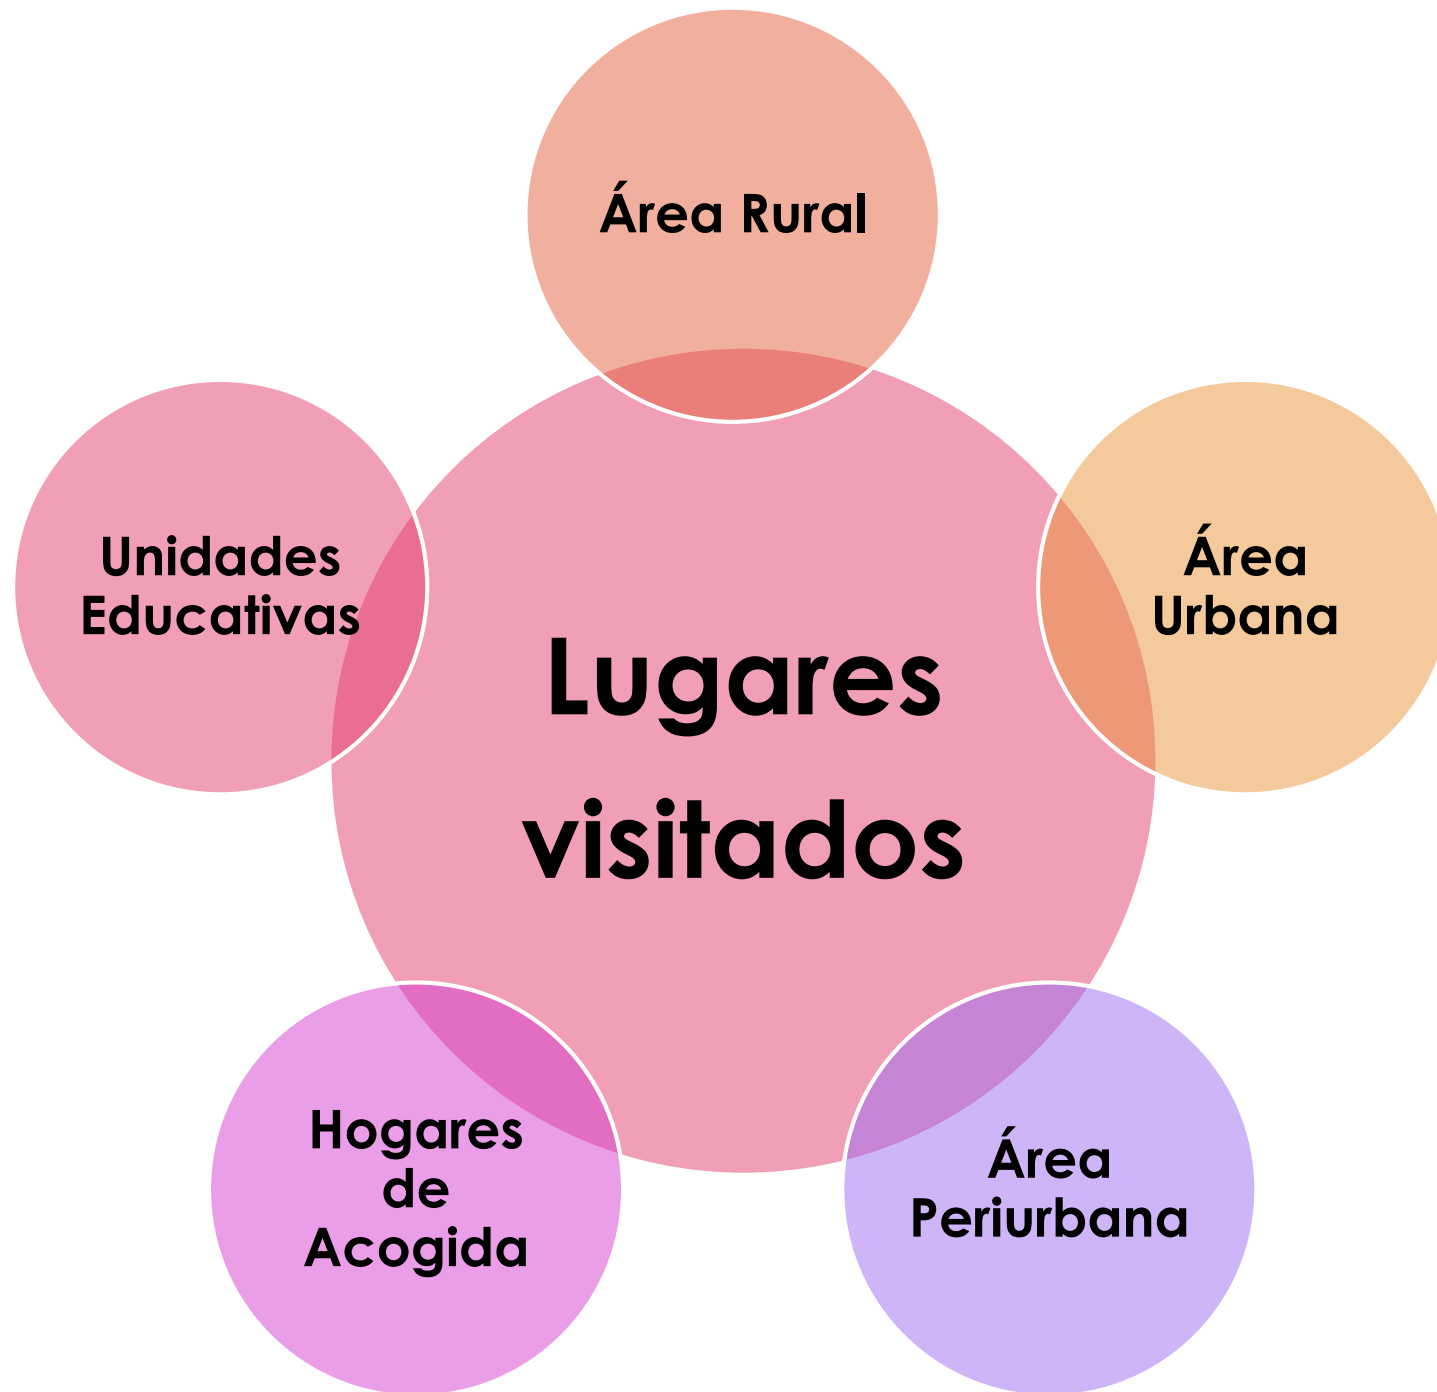 Área Rural
Unidades
Educativas
Área
Urbana
Lugares
visitados
Hogares
de
Acogida
Área
Periurbana